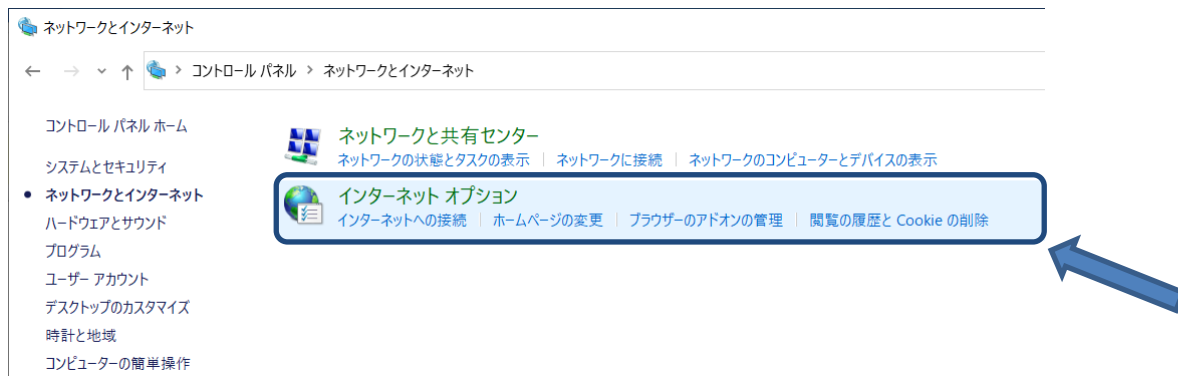 ネットワークとインターネット
コントロール パネル > ネットワークとインターネット
コントロール パネル ホーム
システムとセキュリティ
ネットワークとインターネット
ハードウェアとサウンド
プログラム
ユーザー アカウント
デスクトップのカスタマイズ
時計と地域
コンピューターの簡単操作
ネットワークと共有センター
ネットワークの状態とタスクの表示 | ネットワークに接続 | ネットワークのコンピューターとデバイスの表示
インターネット オプション
インターネットへの接続 | ホームページの変更 | ブラウザーのアドオンの管理 | 閲覧の履歴と Cookie の削除